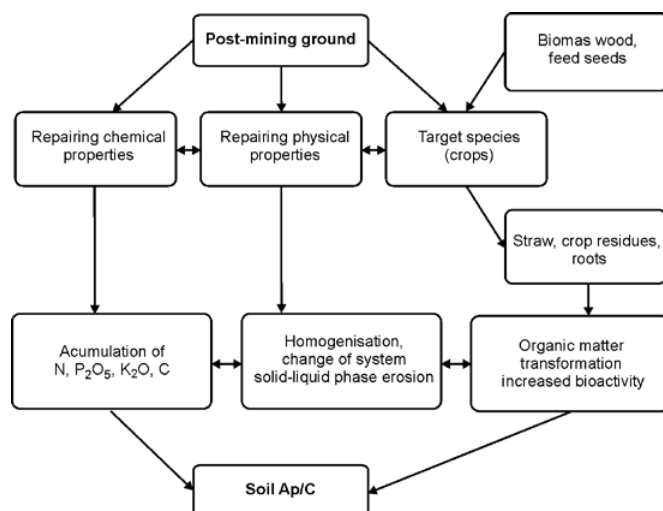 Post-mining ground
Biomas wood,
feed seeds
Repairing chemical
properties
Repairing physical
properties
Target species
(crops)
Straw, crop residues,
roots
Acumulation of
N, P₂O₅, K₂O, C
Homogenisation,
change of system
solid-liquid phase erosion
Organic matter
transformation
increased bioactivity
Soil Ap/C